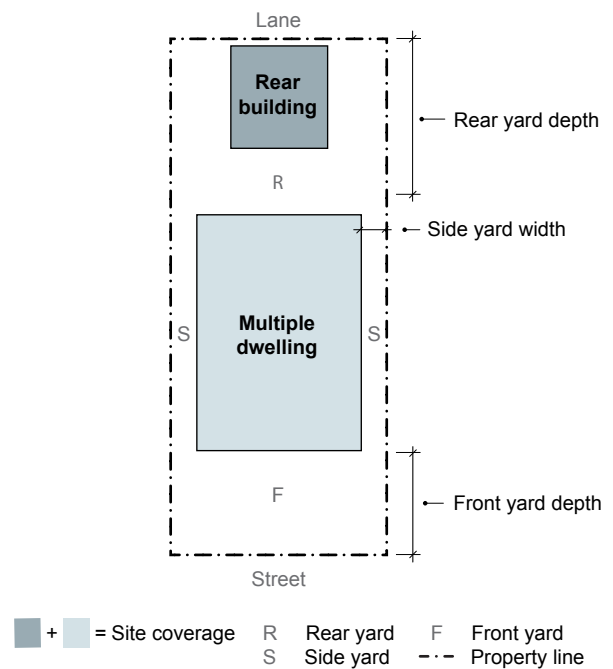 Lane
Rear
building
Rear yard depth
R
Side yard width
S
Multiple
dwelling
S
F
Front yard depth
Street
+ = Site coverage R Rear yard F Front yard
S Side yard Property line